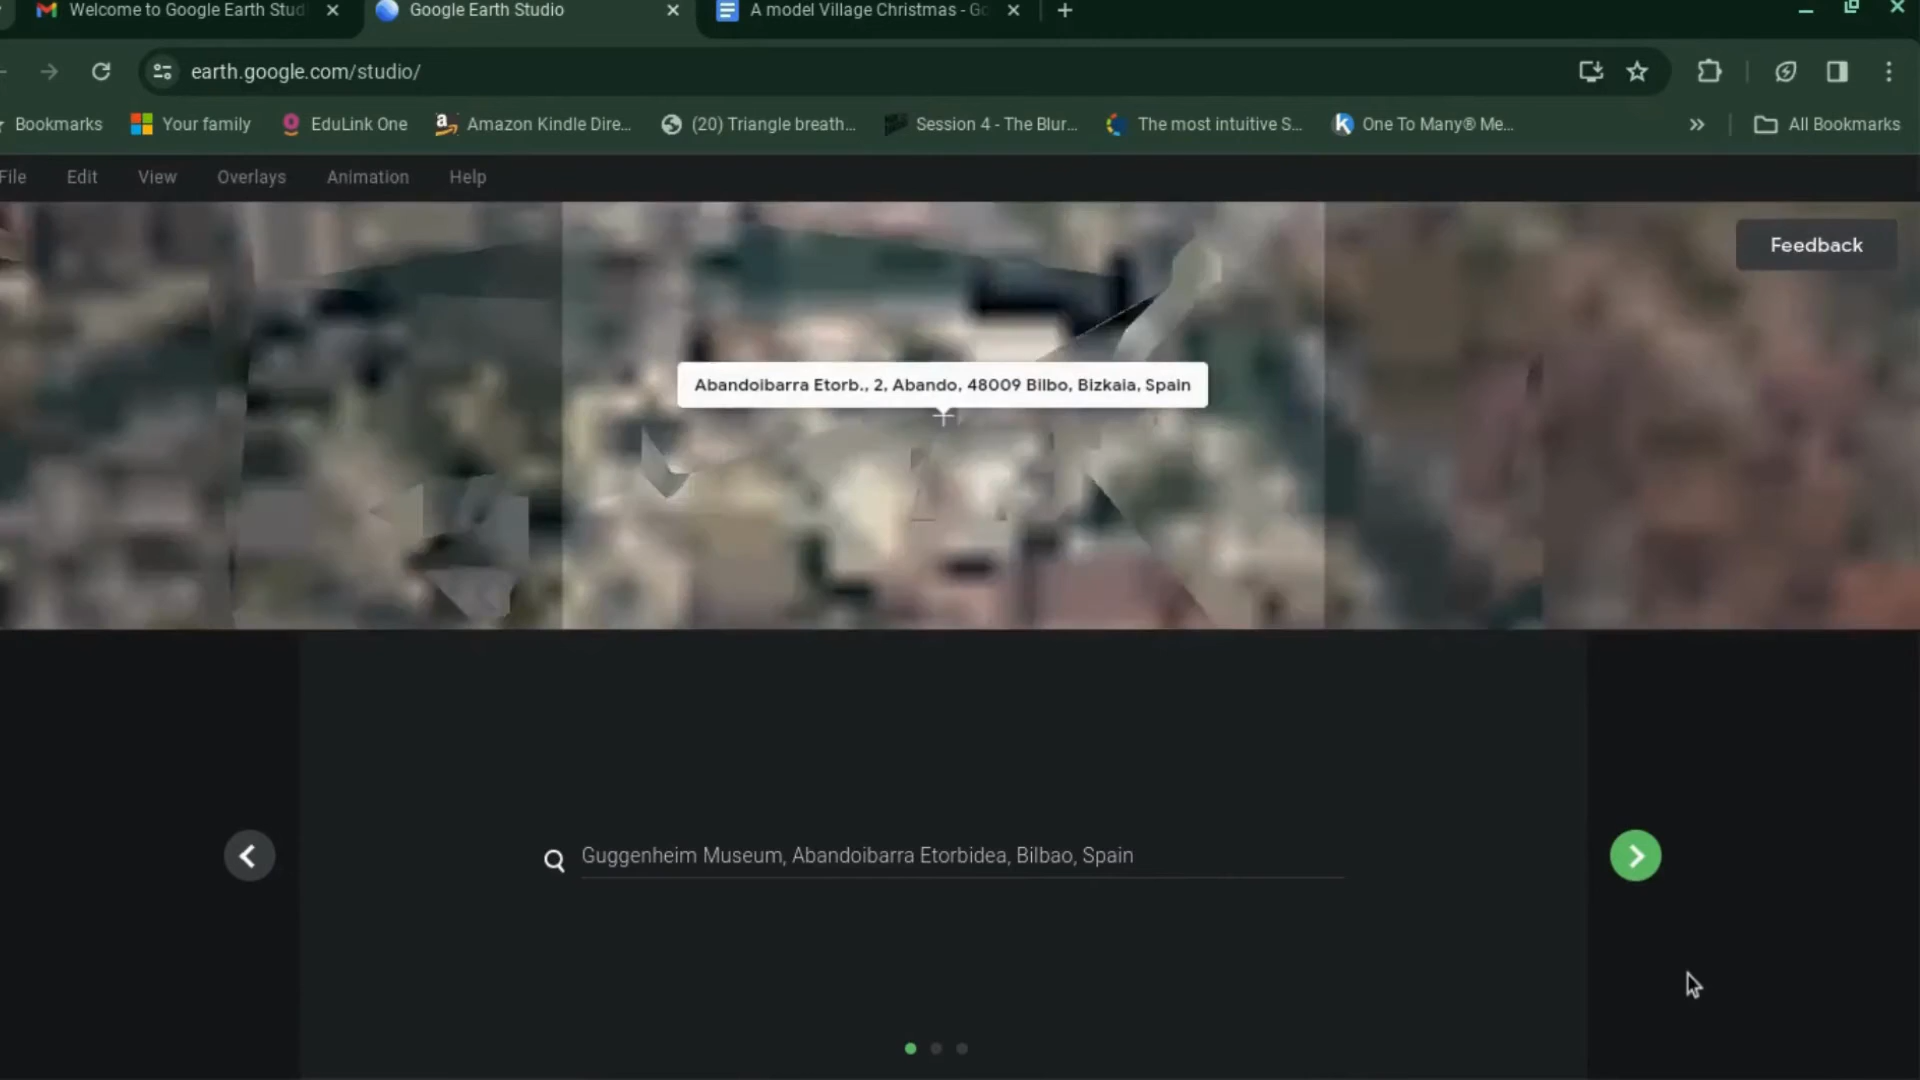 Welcome to Google Earth Stud
Google Earth Studio
A model Village Christmas - Go
earth.google.com/studio/
Bookmarks
Your family
EduLink One
Amazon Kindle Dire...
(20) Triangle breath...
Session 4 - The Blur...
The most intuitive S...
One To Many® Me...
All Bookmarks
File Edit View Overlays Animation Help
Feedback
Abandoibarra Etorb., 2, Abando, 48009 Bilbo, Bizkaia, Spain
Guggenheim Museum, Abandoibarra Etorbidea, Bilbao, Spain